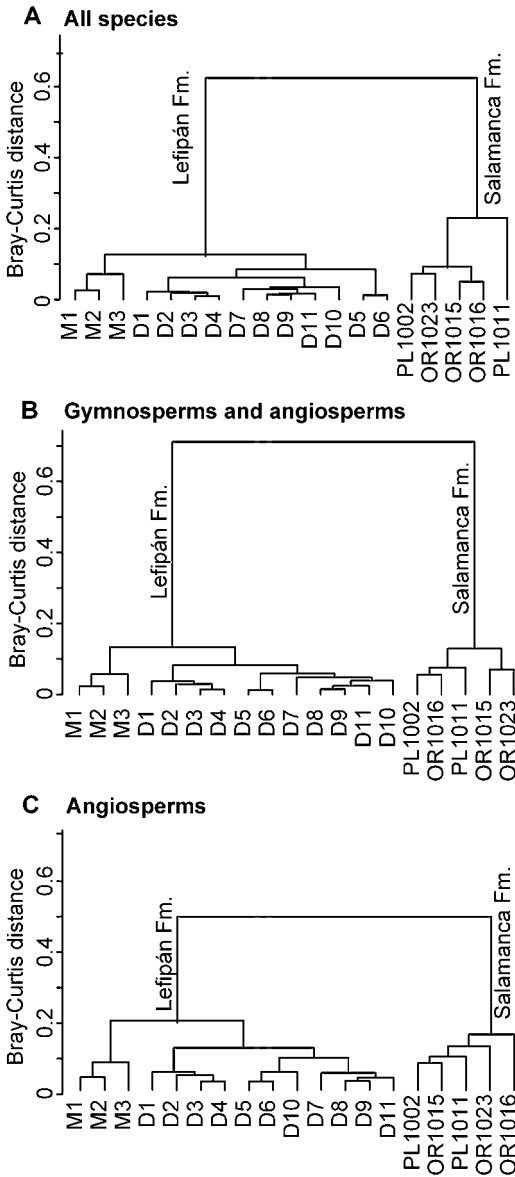 A All species
Bray-Curtis distance
0 0.2 0.4 0.6
Lefipán Fm.
Salamanca Fm.
M1 M2 M3 D1 D2 D3 D4 D7 D8 D9 D11 D10 D5 D6 PL1002 OR1023 OR1015 OR1016 PL1011
B Gymnosperms and angiosperms
Bray-Curtis distance
0 0.2 0.4 0.6
Lefipán Fm.
Salamanca Fm.
M1 M2 M3 D1 D2 D3 D4 D5 D6 D7 D8 D9 D11 D10 PL1002 OR1016 PL1011 OR1015 OR1023
C Angiosperms
Bray-Curtis distance
0 0.2 0.4 0.6
Lefipán Fm.
Salamanca Fm.
M1 M2 M3 D1 D2 D3 D4 D5 D6 D10 D7 D8 D9 D11 PL1002 OR1015 PL1011 OR1023 OR1016